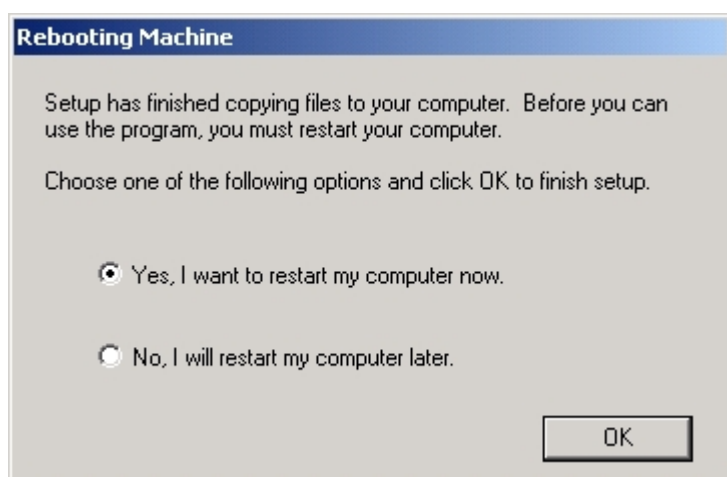 Rebooting Machine
Setup has finished copying files to your computer.  Before you can
use the program, you must restart your computer.
Choose one of the following options and click OK to finish setup.
Yes, I want to restart my computer now.
No, I will restart my computer later.
OK